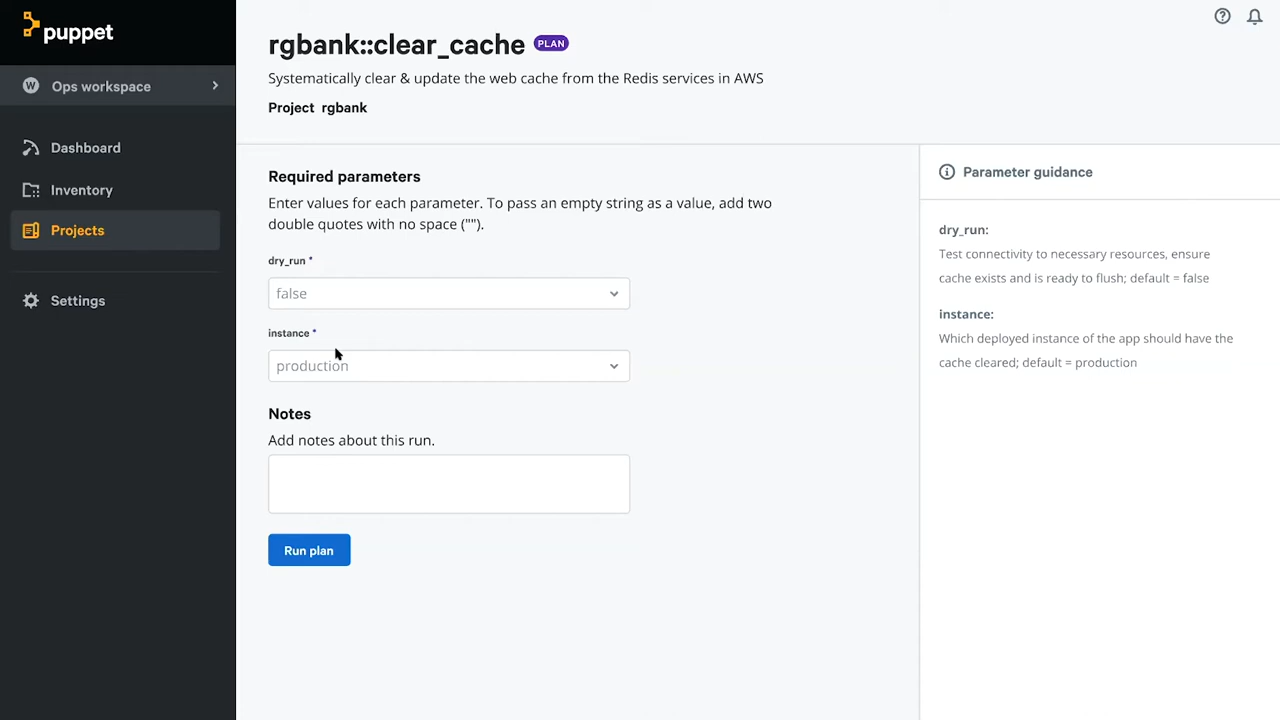 puppet
W Ops workspace
Dashboard
Inventory
Projects
Settings
rgbank::clear_cache PLAN
Systematically clear & update the web cache from the Redis services in AWS
Project rgbank
Required parameters
Enter values for each parameter. To pass an empty string as a value, add two
double quotes with no space ("").
dry_run *
false
instance *
production
Notes
Add notes about this run.
Run plan
Parameter guidance
dry_run:
Test connectivity to necessary resources, ensure
cache exists and is ready to flush; default = false
instance:
Which deployed instance of the app should have the
cache cleared; default = production